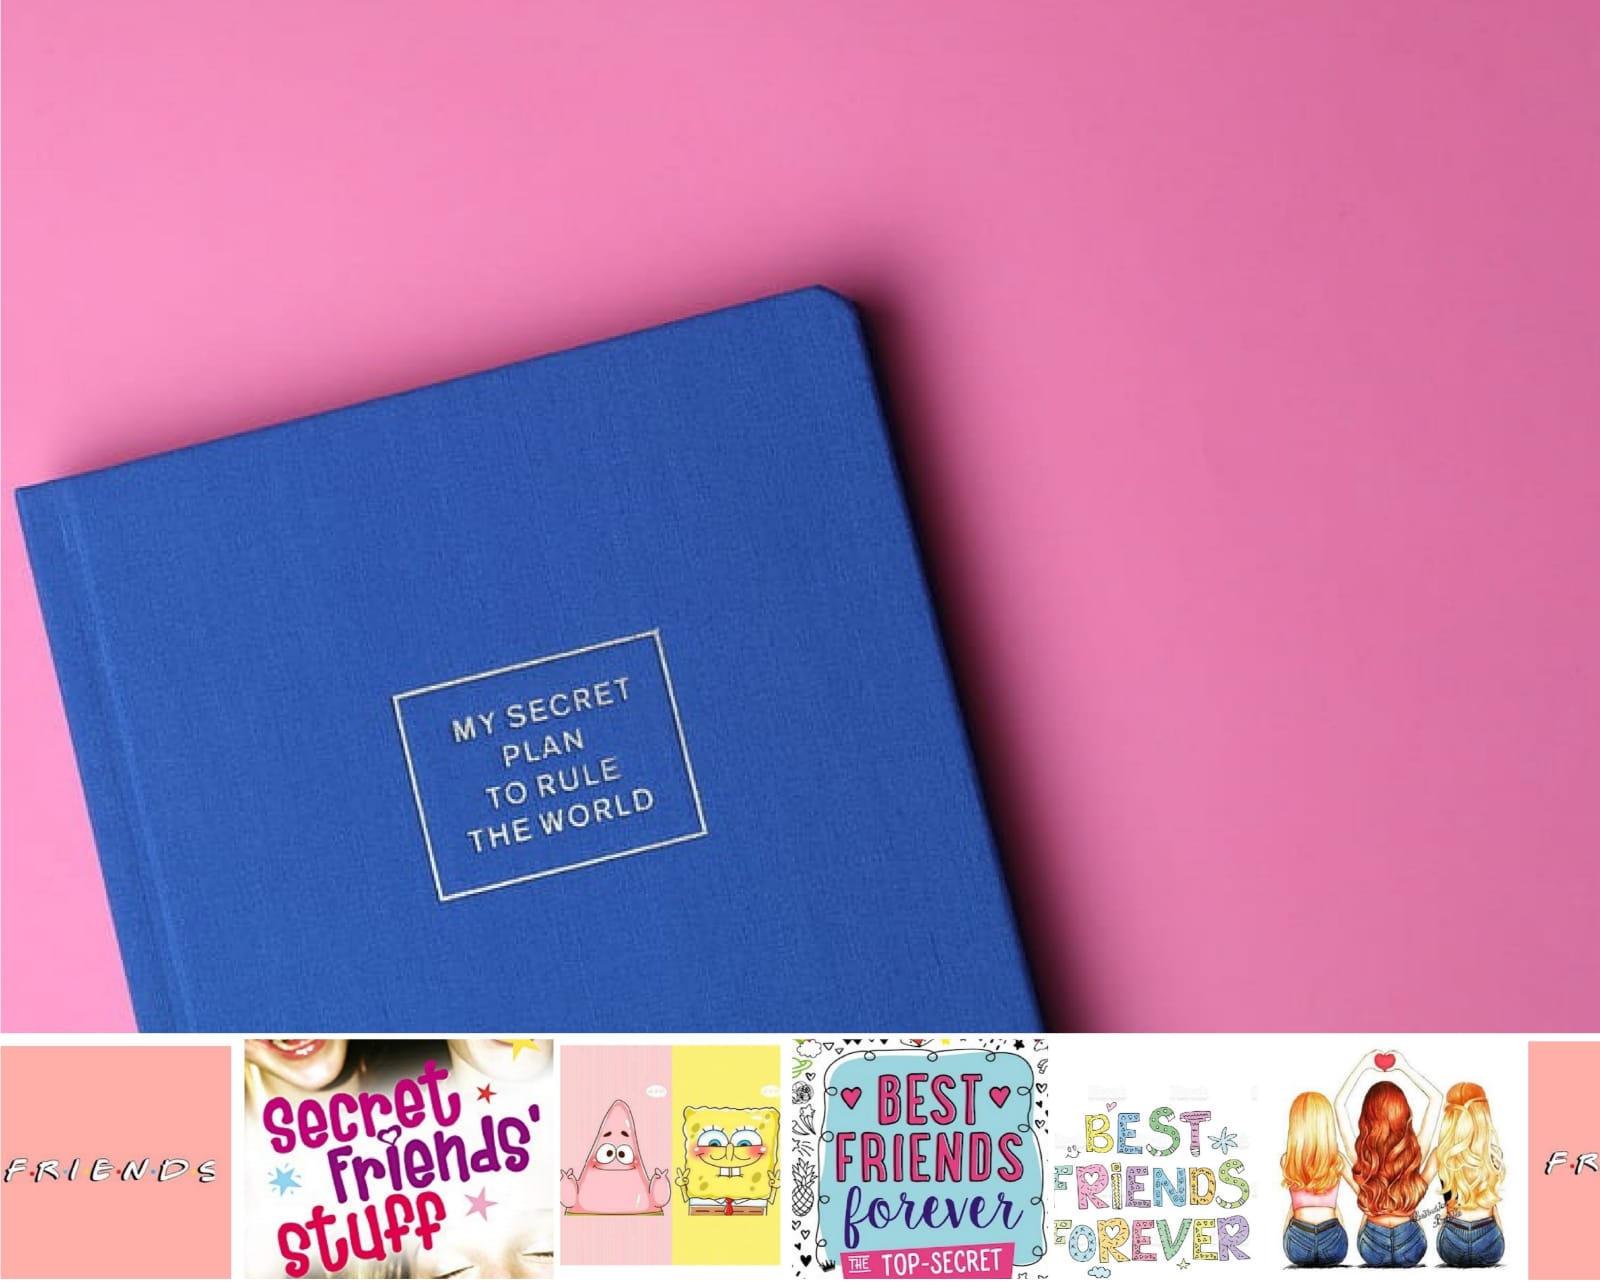 MY SECRET
PLAN
TO RULE
THE WORLD
F·R·I·E·N·D·S
secret
friends'
stuff
BEST
FRIENDS
forever
THE TOP-SECRET
BEST
FRiENDS
FOREVER
F·R